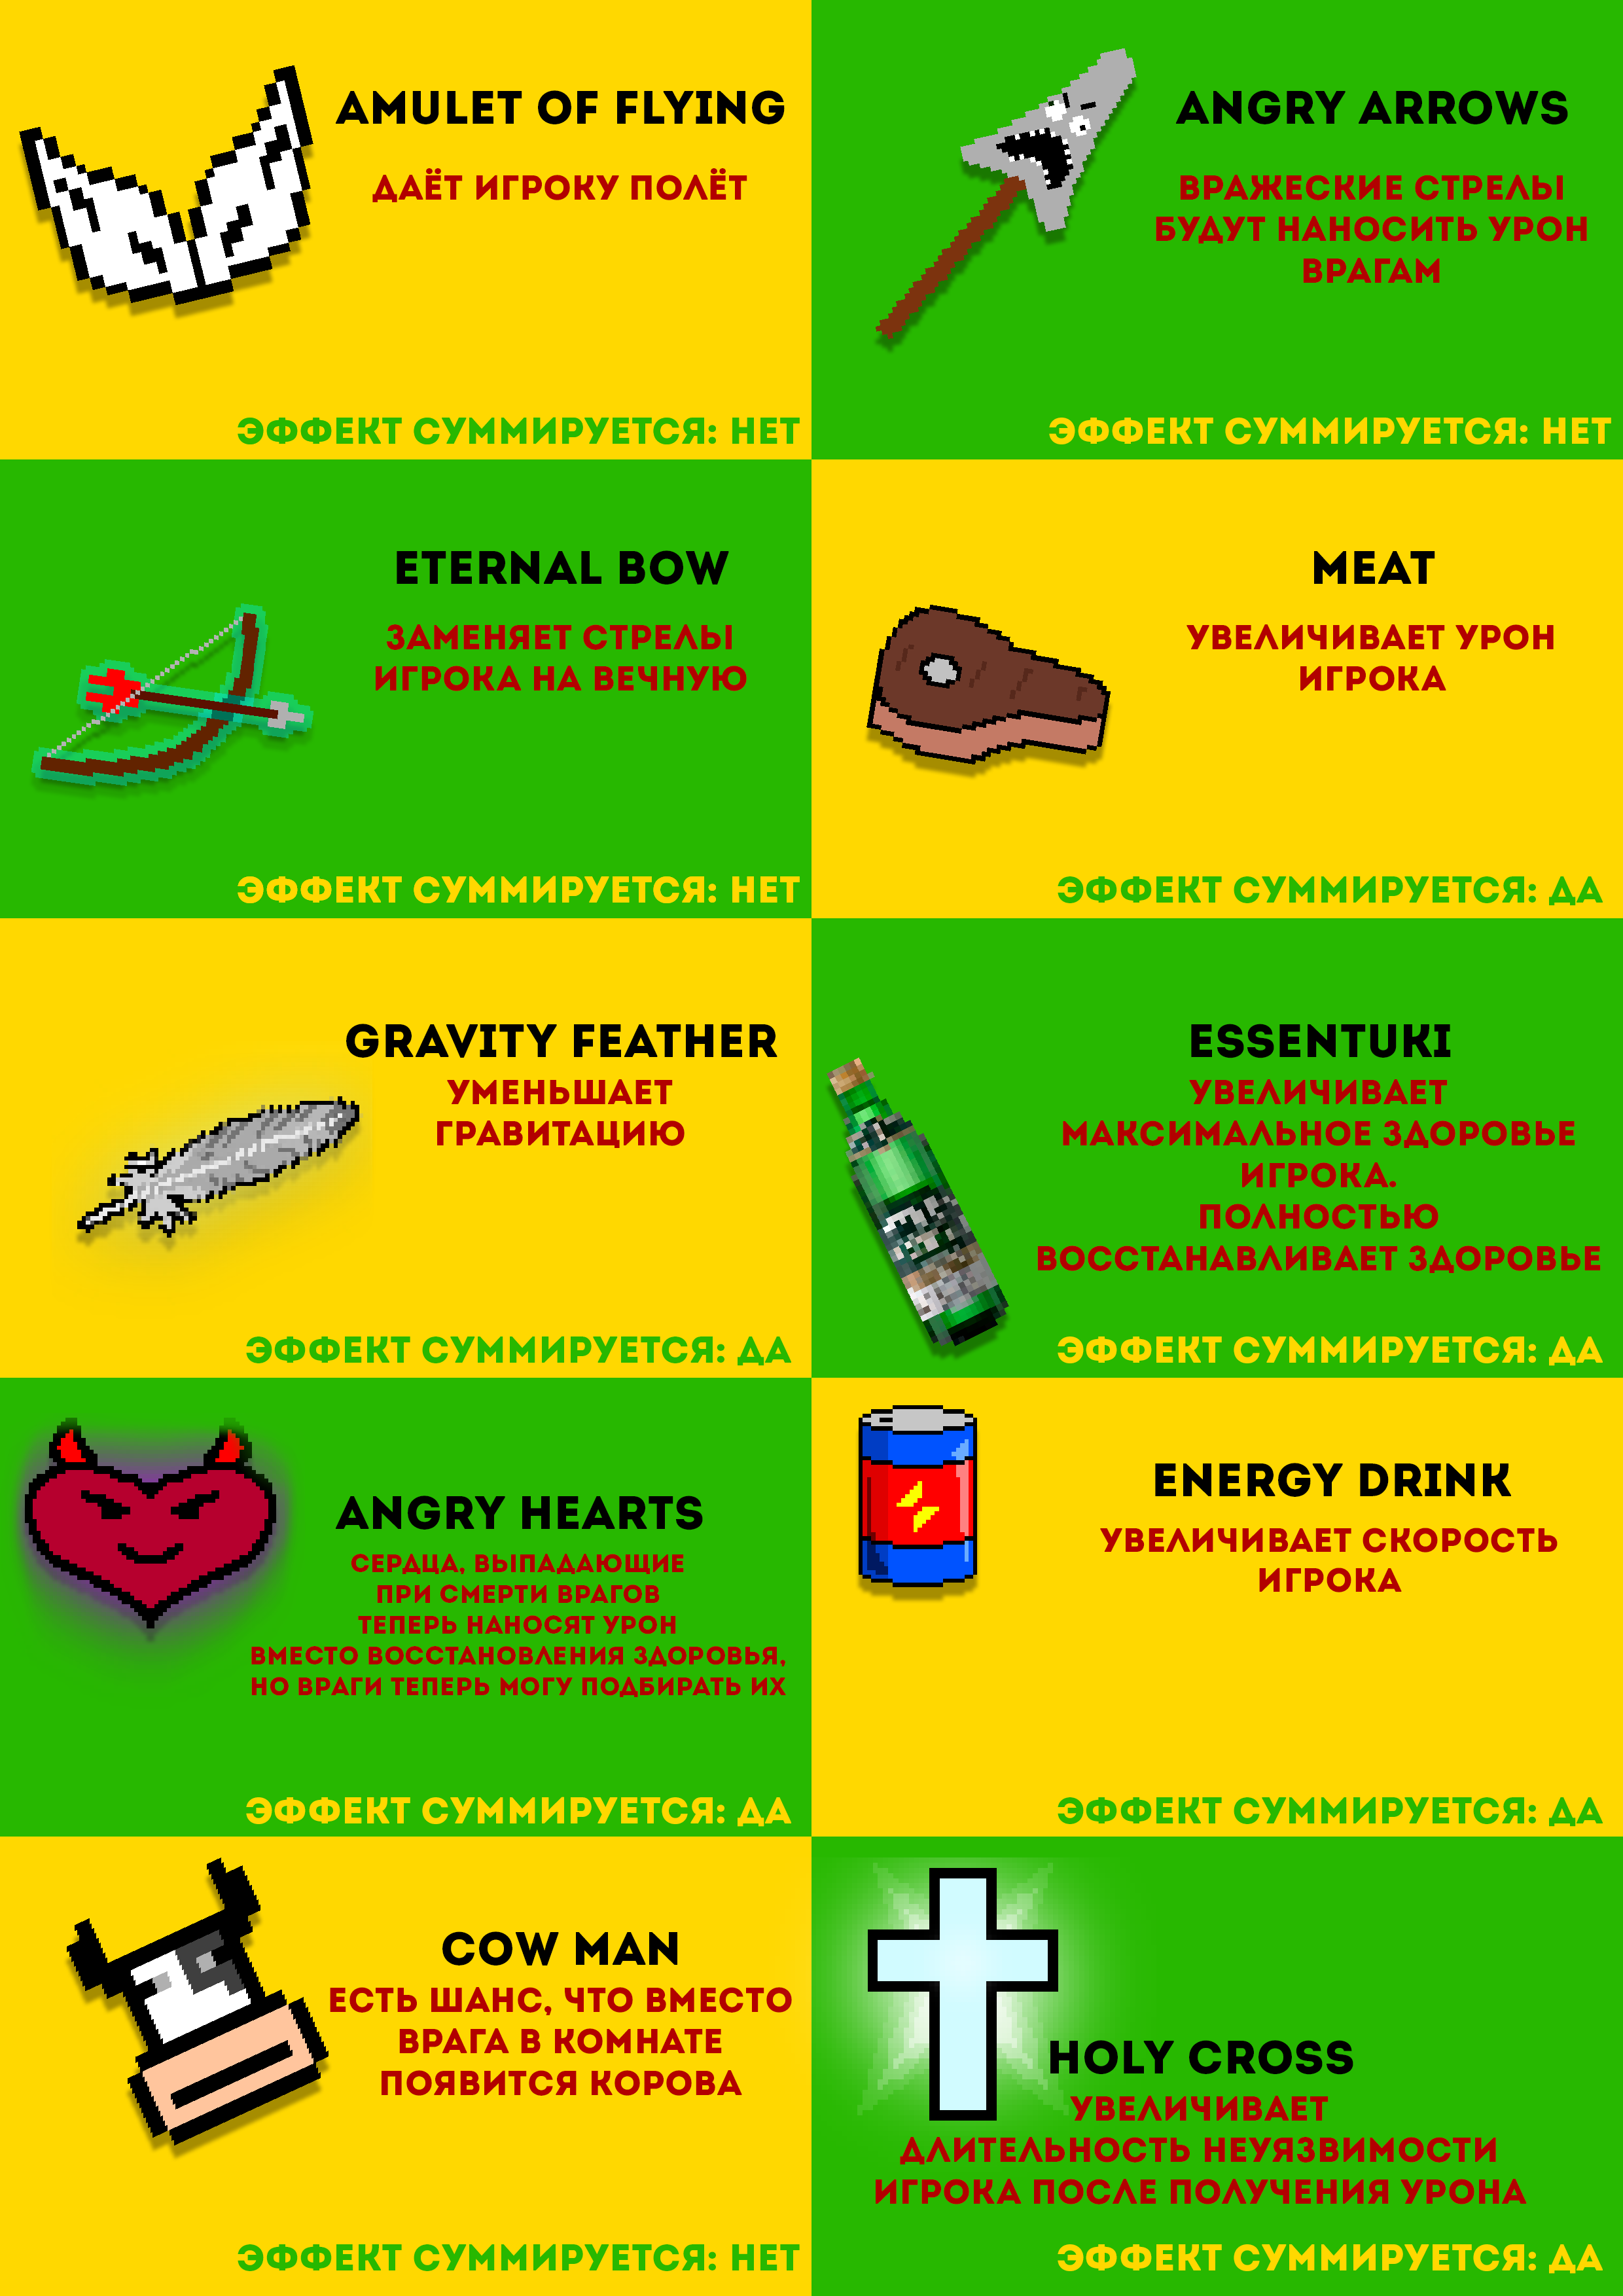 AMULET OF FLYING
ДАЁТ ИГРОКУ ПОЛЁТ
ЭФФЕКТ СУММИРУЕТСЯ: НЕТ
ANGRY ARROWS
ВРАЖЕСКИЕ СТРЕЛЫ
БУДУТ НАНОСИТЬ УРОН
ВРАГАМ
ЭФФЕКТ СУММИРУЕТСЯ: НЕТ
ETERNAL BOW
ЗАМЕНЯЕТ СТРЕЛЫ
ИГРОКА НА ВЕЧНУЮ
ЭФФЕКТ СУММИРУЕТСЯ: НЕТ
MEAT
УВЕЛИЧИВАЕТ УРОН
ИГРОКА
ЭФФЕКТ СУММИРУЕТСЯ: ДА
GRAVITY FEATHER
УМЕНЬШАЕТ
ГРАВИТАЦИЮ
ЭФФЕКТ СУММИРУЕТСЯ: ДА
ESSENTUKI
УВЕЛИЧИВАЕТ
МАКСИМАЛЬНОЕ ЗДОРОВЬЕ
ИГРОКА.
ПОЛНОСТЬЮ
ВОССТАНАВЛИВАЕТ ЗДОРОВЬЕ
ЭФФЕКТ СУММИРУЕТСЯ: ДА
ANGRY HEARTS
СЕРДЦА, ВЫПАДАЮЩИЕ
ПРИ СМЕРТИ ВРАГОВ
ТЕПЕРЬ НАНОСЯТ УРОН
ВМЕСТО ВОССТАНОВЛЕНИЯ ЗДОРОВЬЯ,
НО ВРАГИ ТЕПЕРЬ МОГУ ПОДБИРАТЬ ИХ
ЭФФЕКТ СУММИРУЕТСЯ: ДА
ENERGY DRINK
УВЕЛИЧИВАЕТ СКОРОСТЬ
ИГРОКА
ЭФФЕКТ СУММИРУЕТСЯ: ДА
COW MAN
ЕСТЬ ШАНС, ЧТО ВМЕСТО
ВРАГА В КОМНАТЕ
ПОЯВИТСЯ КОРОВА
ЭФФЕКТ СУММИРУЕТСЯ: НЕТ
HOLY CROSS
УВЕЛИЧИВАЕТ
ДЛИТЕЛЬНОСТЬ НЕУЯЗВИМОСТИ
ИГРОКА ПОСЛЕ ПОЛУЧЕНИЯ УРОНА
ЭФФЕКТ СУММИРУЕТСЯ: ДА